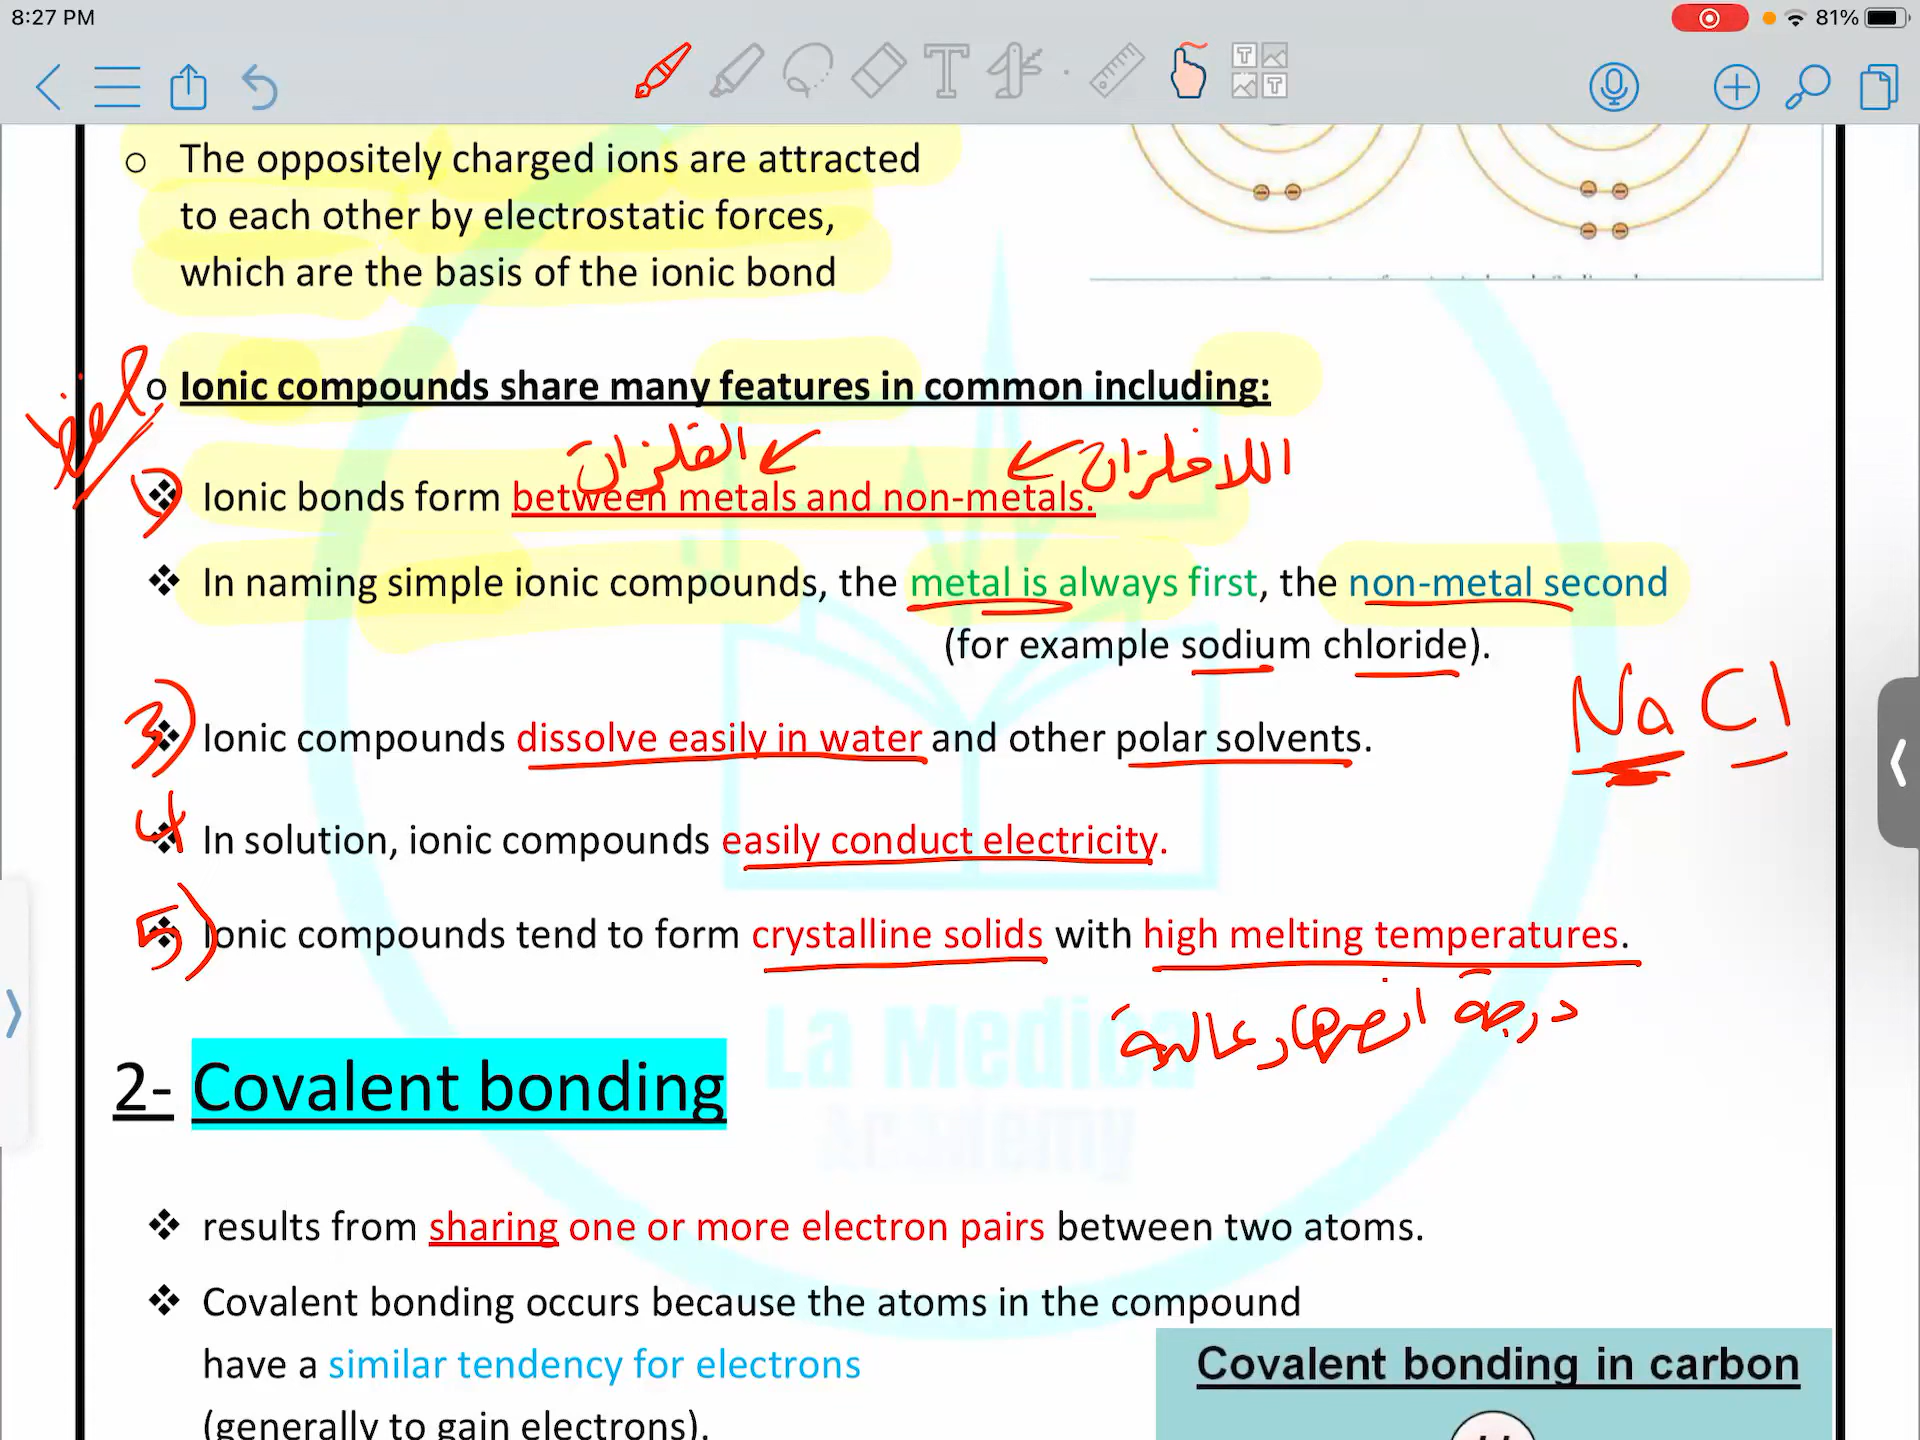 8:27 PM
81%
o The oppositely charged ions are attracted
to each other by electrostatic forces,
which are the basis of the ionic bond
o Ionic compounds share many features in common including:
الفلزات
اللافلزات
1) Ionic bonds form between metals and non-metals.
❖ In naming simple ionic compounds, the metal is always first, the non-metal second
(for example sodium chloride).
NaCl
3) Ionic compounds dissolve easily in water and other polar solvents.
4 In solution, ionic compounds easily conduct electricity.
5) Ionic compounds tend to form crystalline solids with high melting temperatures.
درجة انصهار عالية
La Medica
Academy
2- Covalent bonding
❖ results from sharing one or more electron pairs between two atoms.
❖ Covalent bonding occurs because the atoms in the compound
have a similar tendency for electrons
(generally to gain electrons).
Covalent bonding in carbon